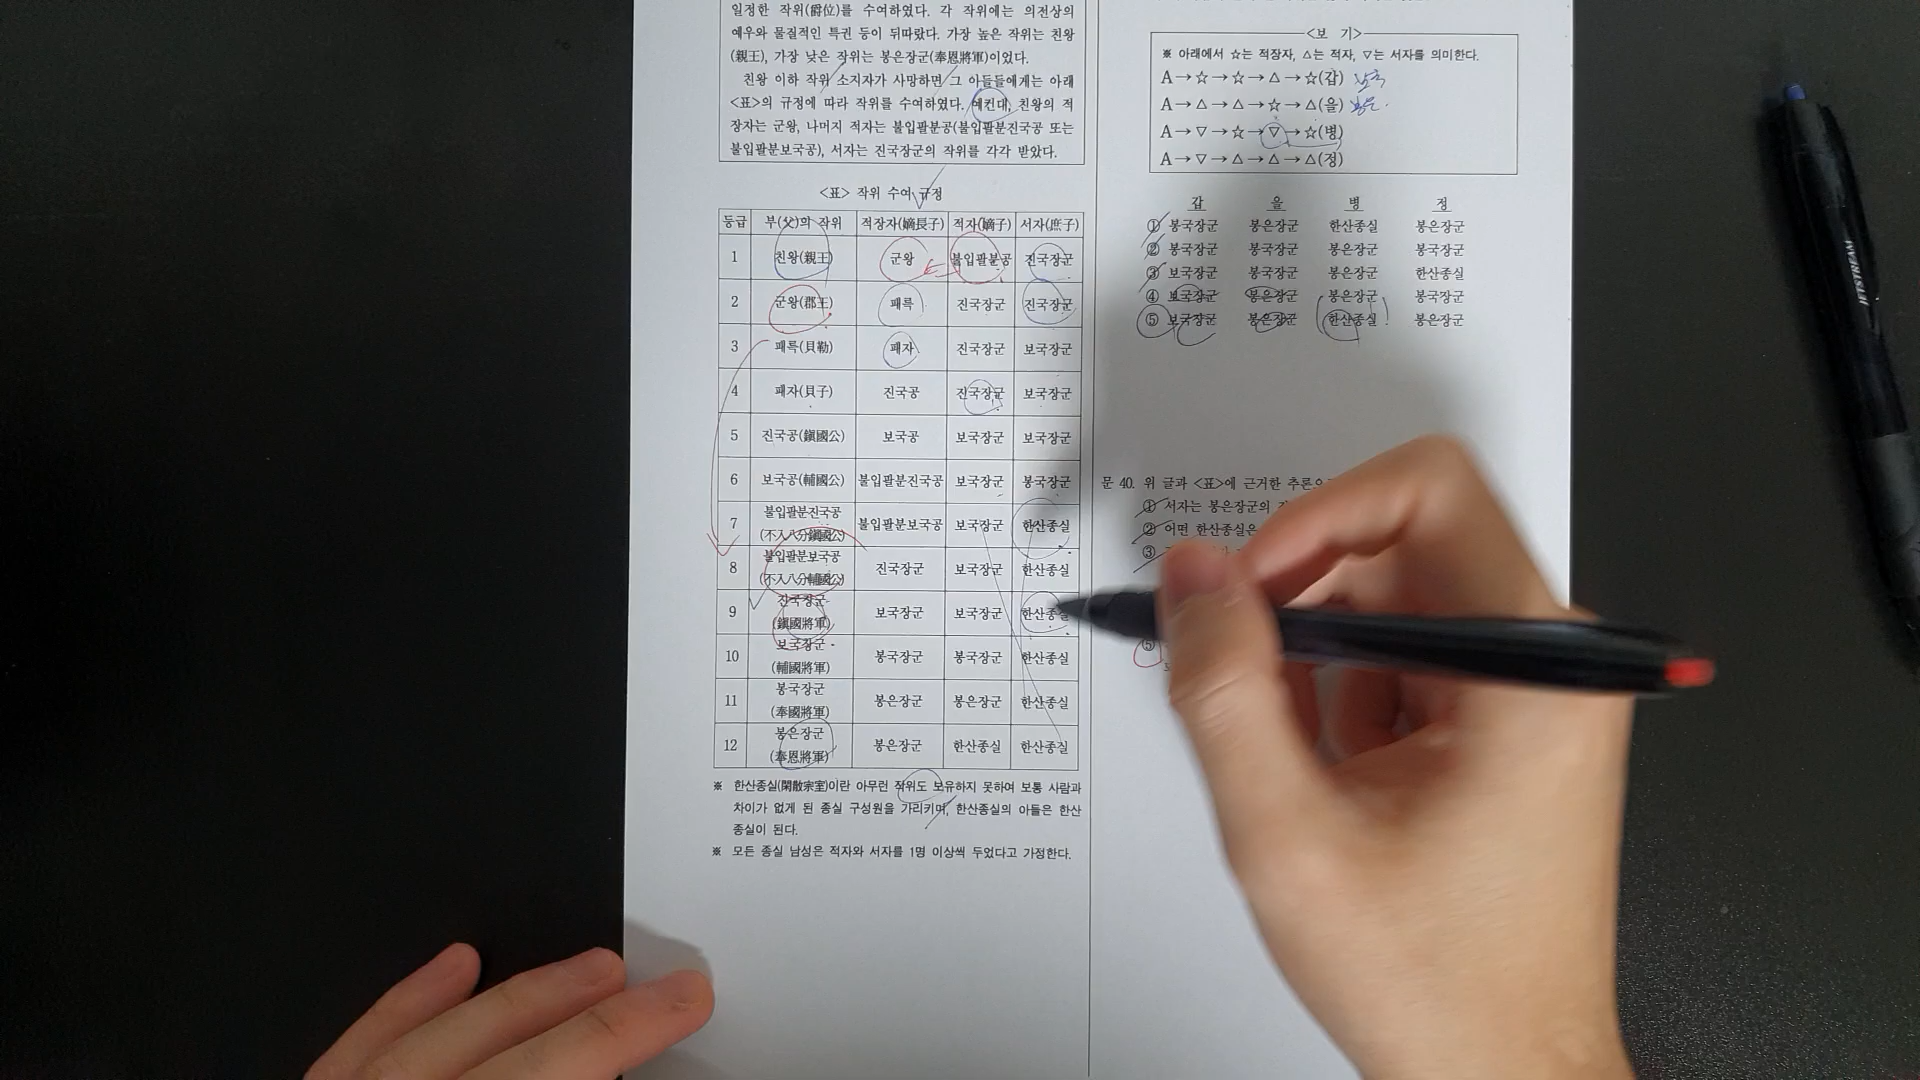 일정한 작위(爵位)를 수여하였다. 각 작위에는 의전상의
예우와 물질적인 특권 등이 뒤따랐다. 가장 높은 작위는 친왕
(親王), 가장 낮은 작위는 봉은장군(奉恩將軍)이었다.
친왕 이하 작위 소지자가 사망하면 그 아들들에게는 아래
<표>의 규정에 따라 작위를 수여하였다. 예컨대, 친왕의 적
장자는 군왕, 나머지 적자는 불입팔분공(불입팔분진국공 또는
불입팔분보국공), 서자는 진국장군의 작위를 각각 받았다.
<표> 작위 수여 규정
등급 부(父)의 작위 적장자(嫡長子) 적자(嫡子) 서자(庶子)
1 친왕(親王) 군왕 불입팔분공 진국장군
2 군왕(郡王) 패륵 진국장군 진국장군
3 패륵(貝勒) 패자 진국장군 보국장군
4 패자(貝子) 진국공 진국장군 보국장군
5 진국공(鎭國公) 보국공 보국장군 보국장군
6 보국공(輔國公) 불입팔분진국공 보국장군 봉국장군
7 불입팔분진국공 (不入八分鎭國公) 불입팔분보국공 보국장군 한산종실
8 불입팔분보국공 (不入八分輔國公) 진국장군 보국장군 한산종실
9 진국장군 (鎭國將軍) 보국장군 보국장군 한산종실
10 보국장군 (輔國將軍) 봉국장군 봉국장군 한산종실
11 봉국장군 (奉國將軍) 봉은장군 봉은장군 한산종실
12 봉은장군 (奉恩將軍) 봉은장군 한산종실 한산종실
※ 한산종실(閑散宗室)이란 아무런 작위도 보유하지 못하여 보통 사람과
차이가 없게 된 종실 구성원을 가리키며, 한산종실의 아들은 한산
종실이 된다.
※ 모든 종실 남성은 적자와 서자를 1명 이상씩 두었다고 가정한다.
<보 기>
※ 아래에서 ☆는 적장자, △는 적자, ▽는 서자를 의미한다.
A→☆→☆→△→☆(갑) 보국
A→△→△→☆→△(을) 봉은
A→▽→☆→▽→☆(병)
A→▽→△→△→△(정)
갑 을 병 정
① 봉국장군 봉은장군 한산종실 봉은장군
② 봉국장군 봉국장군 봉은장군 봉국장군
③ 보국장군 봉국장군 봉은장군 한산종실
④ 보국장군 봉은장군 봉은장군 봉국장군
⑤ 보국장군 봉은장군 한산종실 봉은장군
문 40. 위 글과 <표>에 근거한
① 서자는 봉은장군의
② 어떤 한산종실은
③
⑤
JETSTREAM